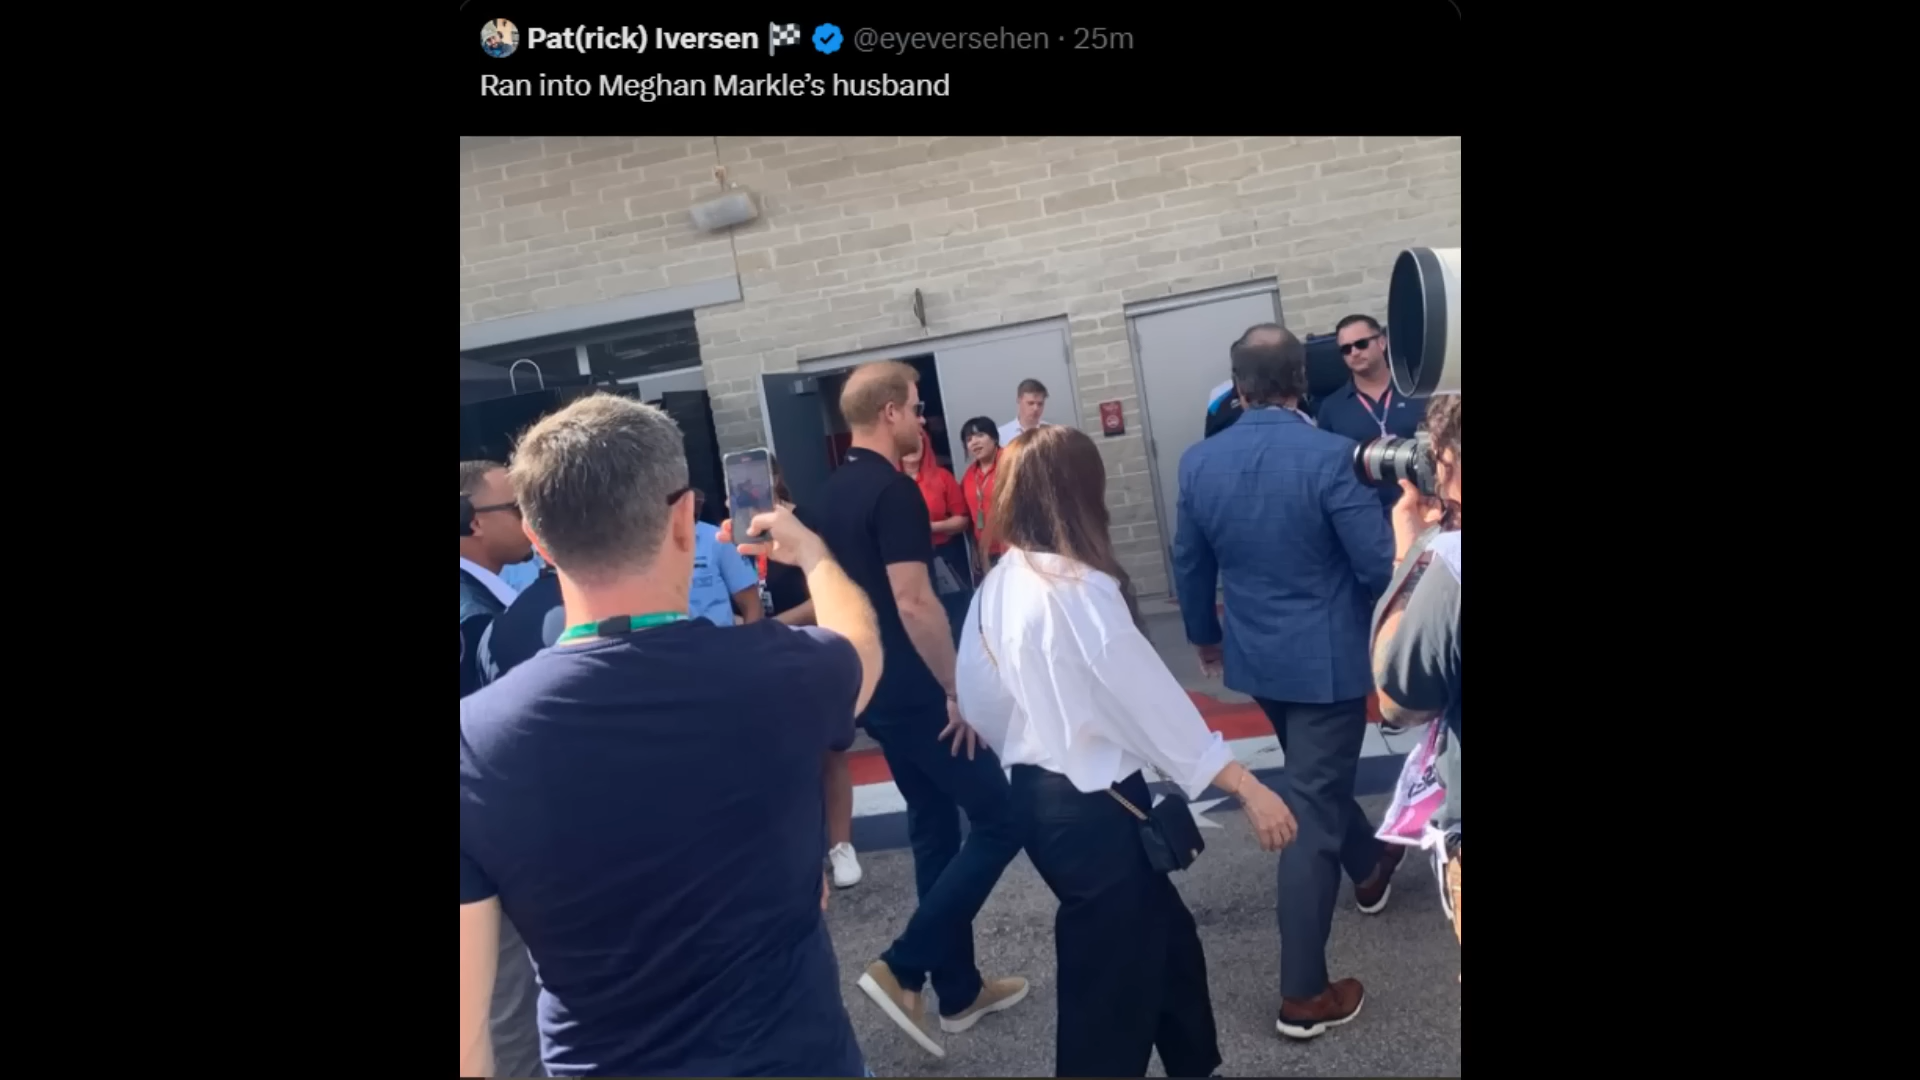 Pat(rick) Iversen 🏁 @eyeversehen · 25m
Ran into Meghan Markle’s husband